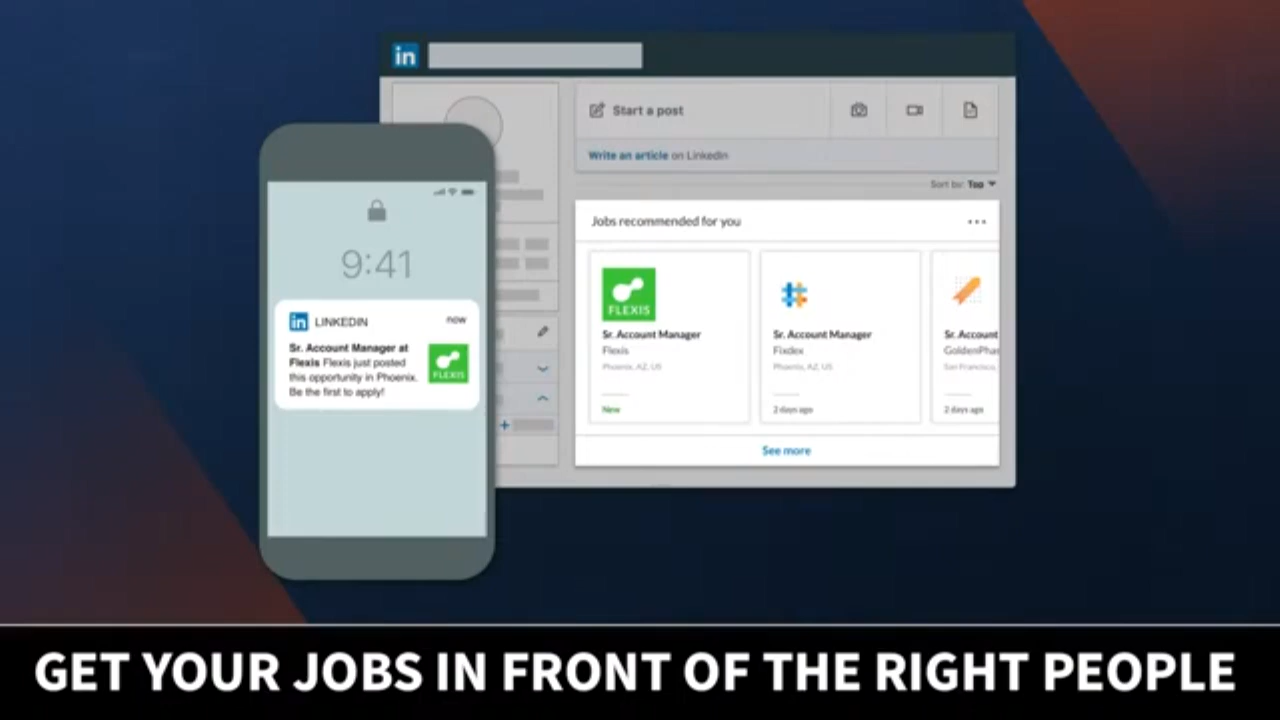 in
Start a post
Write an article on LinkedIn
Sort by: Top
Jobs recommended for you
FLEXIS
Sr. Account Manager
Flexis
Phoenix, AZ, US
New
Sr. Account Manager
Fixdex
Phoenix, AZ, US
2 days ago
Sr. Account
GoldenPha
San Francisco,
2 days ago
See more
9:41
in LINKEDIN now
Sr. Account Manager at
Flexis Flexis just posted
this opportunity in Phoenix.
Be the first to apply!
FLEXIS
GET YOUR JOBS IN FRONT OF THE RIGHT PEOPLE